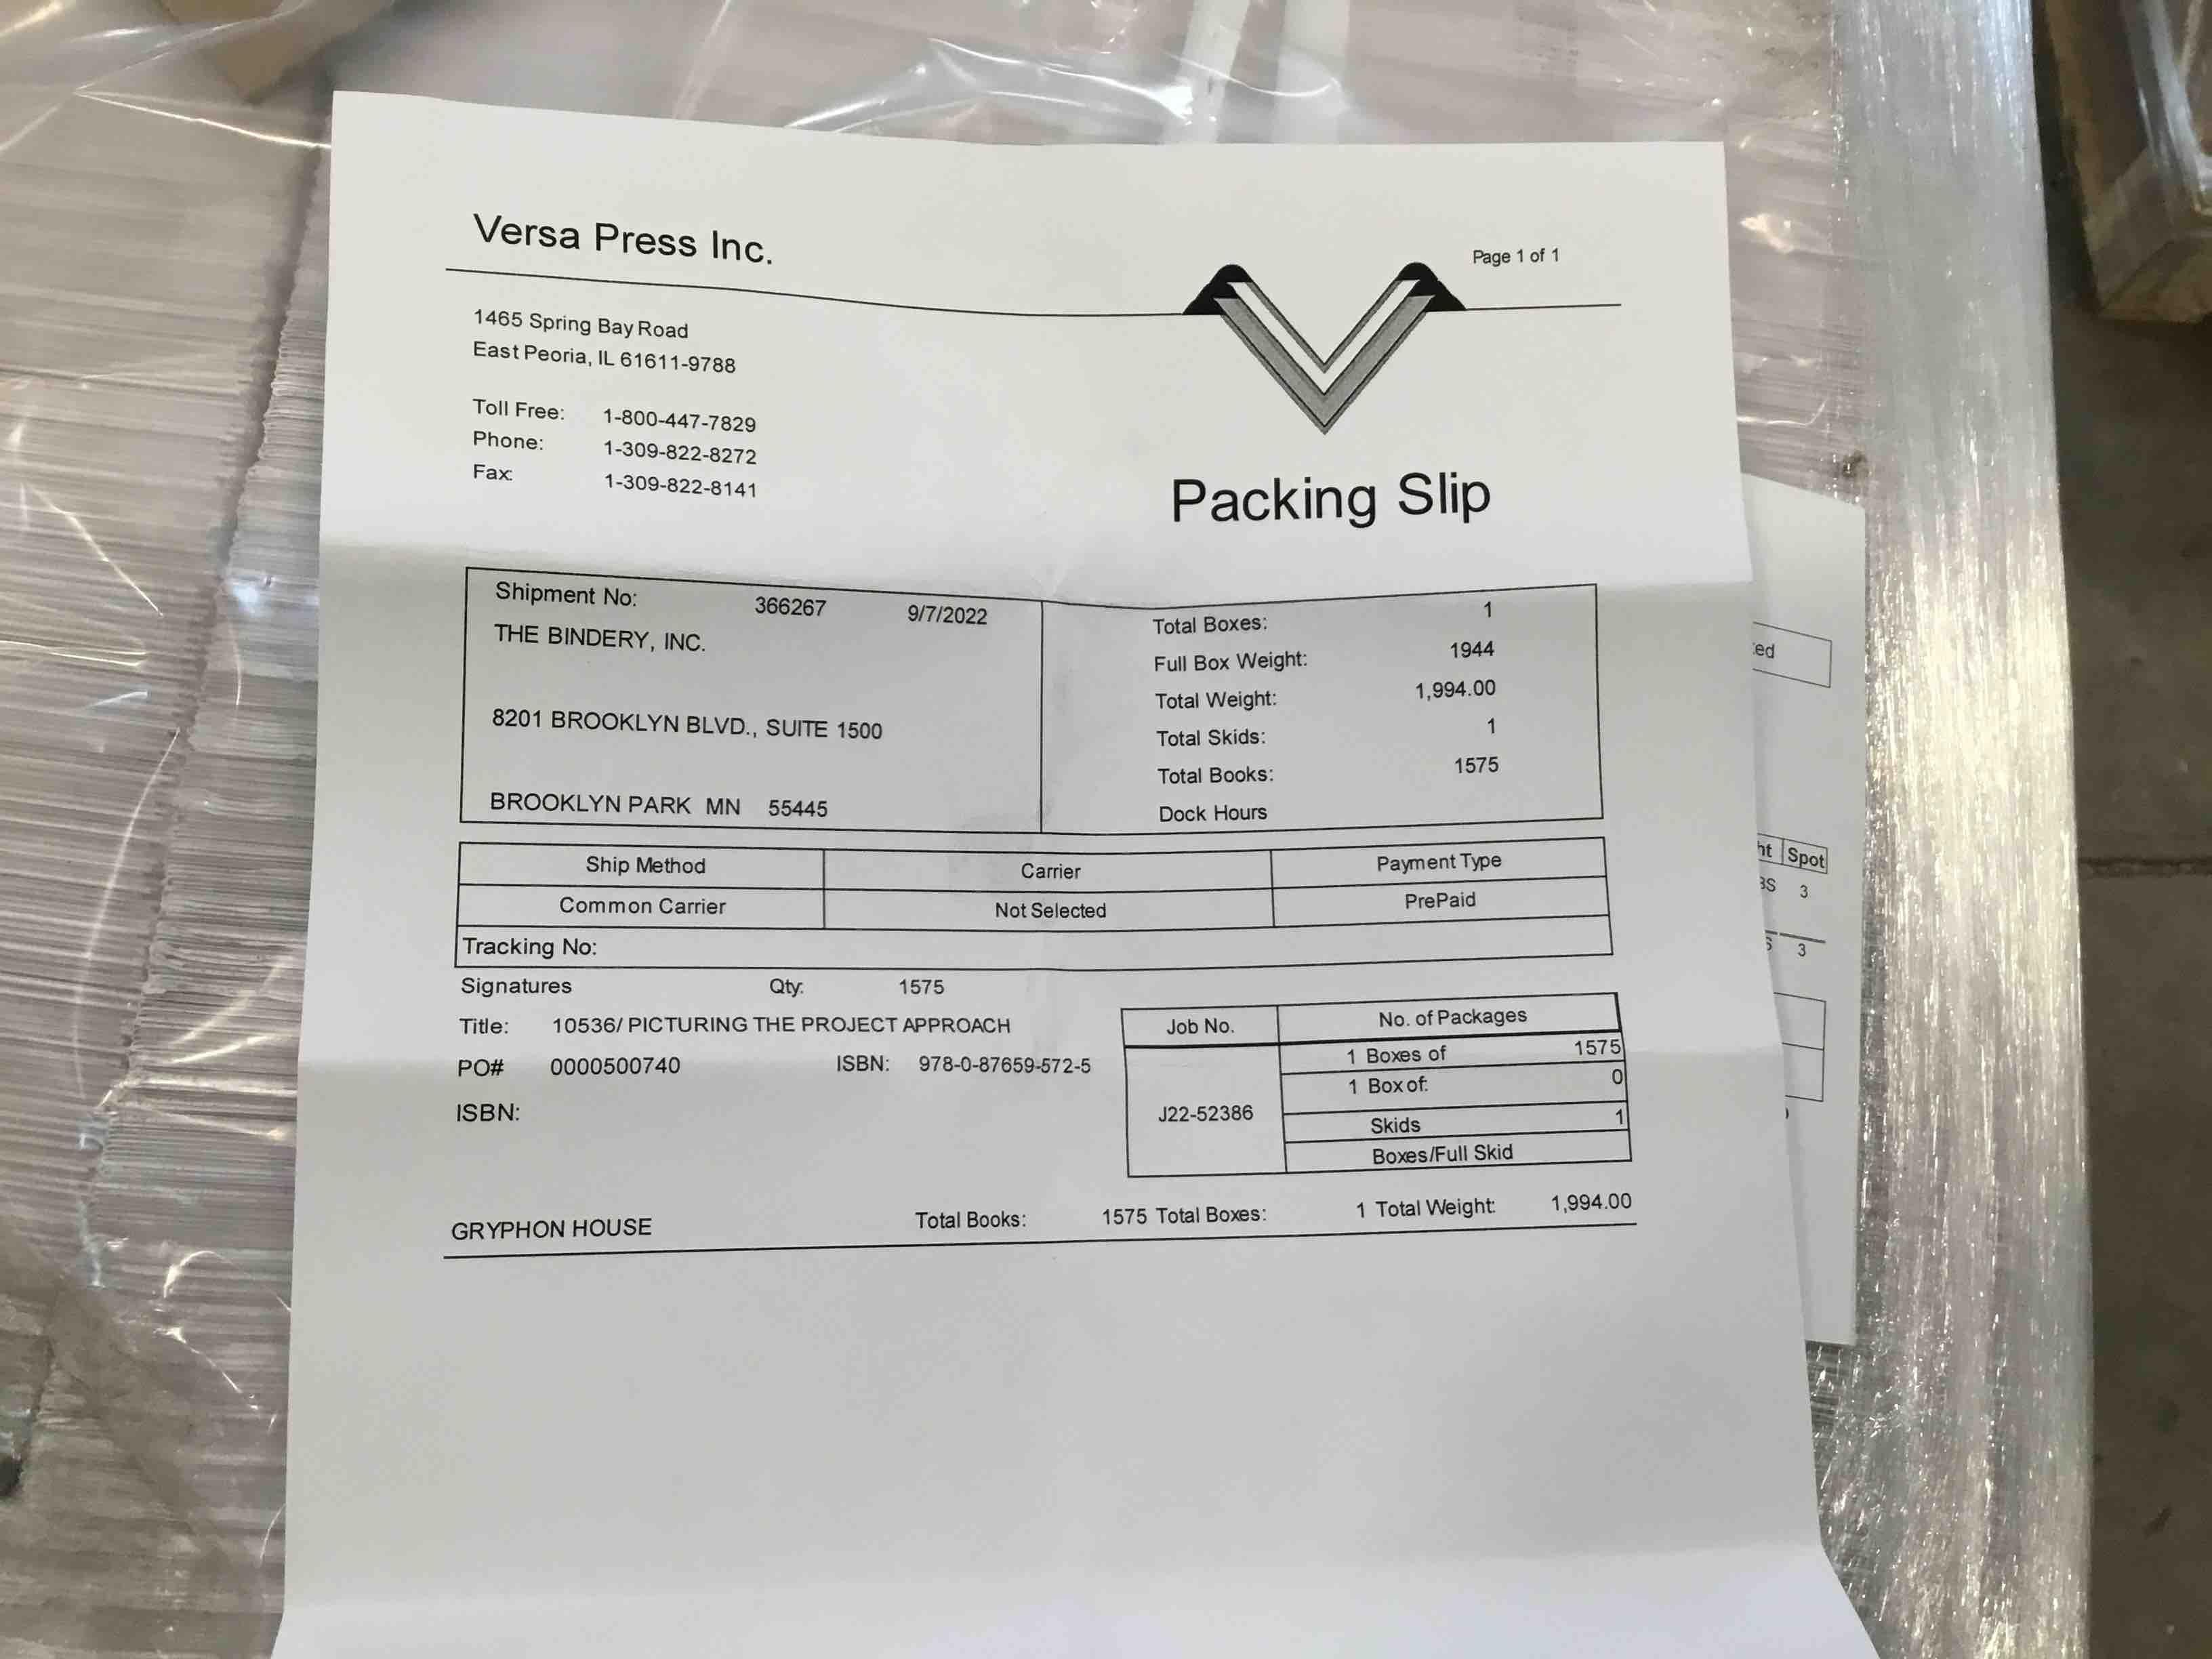 Versa Press Inc.
Page 1 of 1
1465 Spring Bay Road
East Peoria, IL 61611-9788
Toll Free: 1-800-447-7829
Phone: 1-309-822-8272
Fax: 1-309-822-8141
Packing Slip
Shipment No: 366267 9/7/2022
THE BINDERY, INC.
8201 BROOKLYN BLVD., SUITE 1500
BROOKLYN PARK MN 55445
Total Boxes: 1
Full Box Weight: 1944
Total Weight: 1,994.00
Total Skids: 1
Total Books: 1575
Dock Hours
Ship Method Carrier Payment Type
Common Carrier Not Selected PrePaid
Tracking No:
Signatures Qty: 1575
Title: 10536/ PICTURING THE PROJECT APPROACH
PO# 0000500740 ISBN: 978-0-87659-572-5
ISBN:
Job No. No. of Packages
J22-52386
1 Boxes of 1575
1 Box of: 0
Skids 1
Boxes/Full Skid
GRYPHON HOUSE Total Books: 1575 Total Boxes: 1 Total Weight: 1,994.00
Spot
3
3